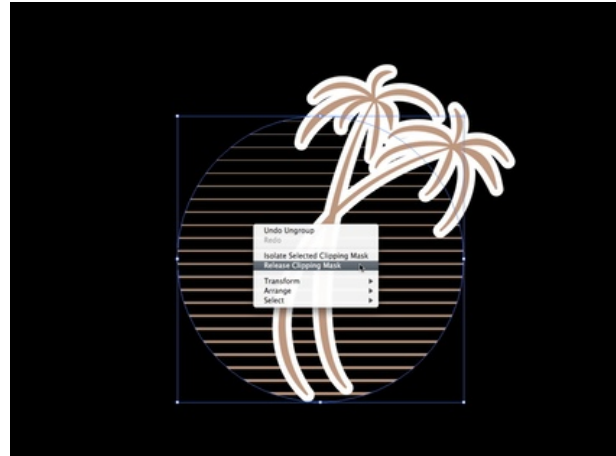 Undo Ungroup
Redo
Isolate Selected Clipping Mask
Release Clipping Mask
Transform
Arrange
Select